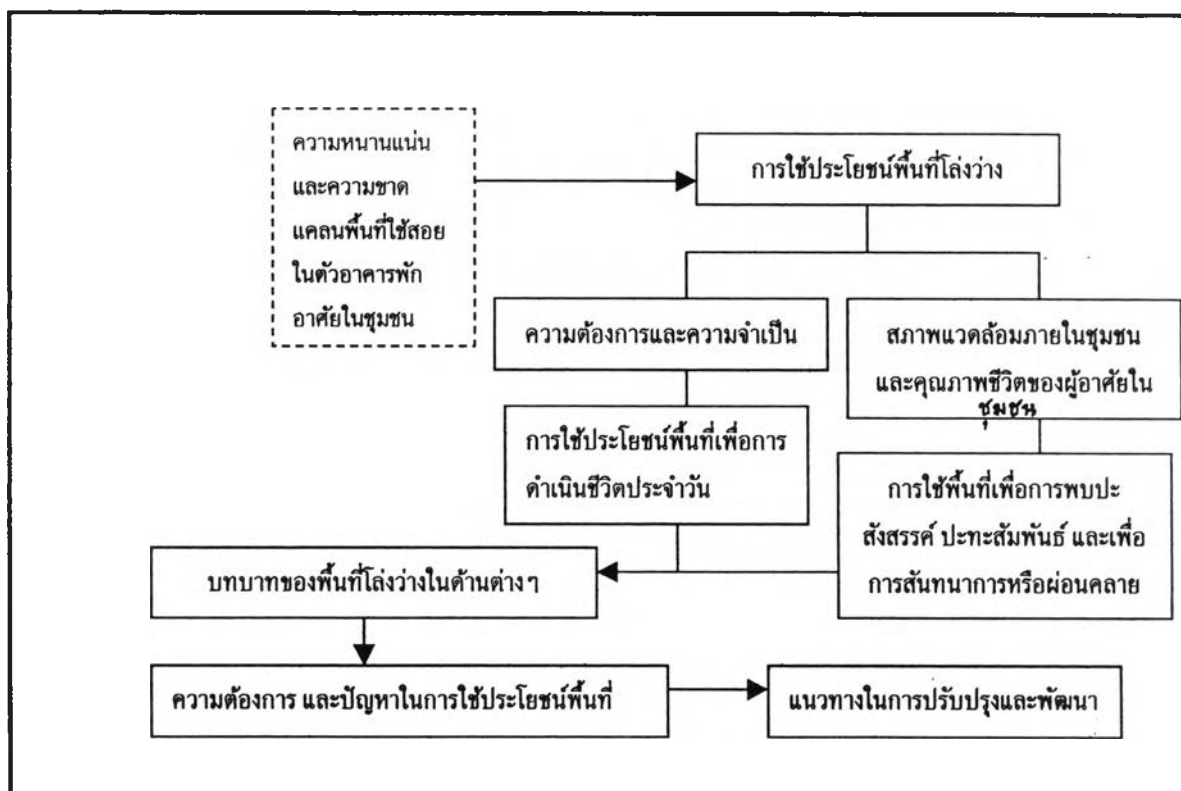 ความหนานแน่น
และความขาด
แคลนพื้นที่ใช้สอย
ในตัวอาคารพัก
อาศัยในชุมชน
การใช้ประโยชน์พื้นที่โล่งว่าง
ความต้องการและความจำเป็น
สภาพแวดล้อมภายในชุมชน
และคุณภาพชีวิตของผู้อาศัยใน
ชุมชน
การใช้ประโยชน์พื้นที่เพื่อการ
ดำเนินชีวิตประจำวัน
การใช้พื้นที่เพื่อการพบปะ
สังสรรค์ ปะทะสัมพันธ์ และเพื่อ
การสันทนาการหรือผ่อนคลาย
บทบาทของพื้นที่โล่งว่างในด้านต่างๆ
ความต้องการ และปัญหาในการใช้ประโยชน์พื้นที่
แนวทางในการปรับปรุงและพัฒนา